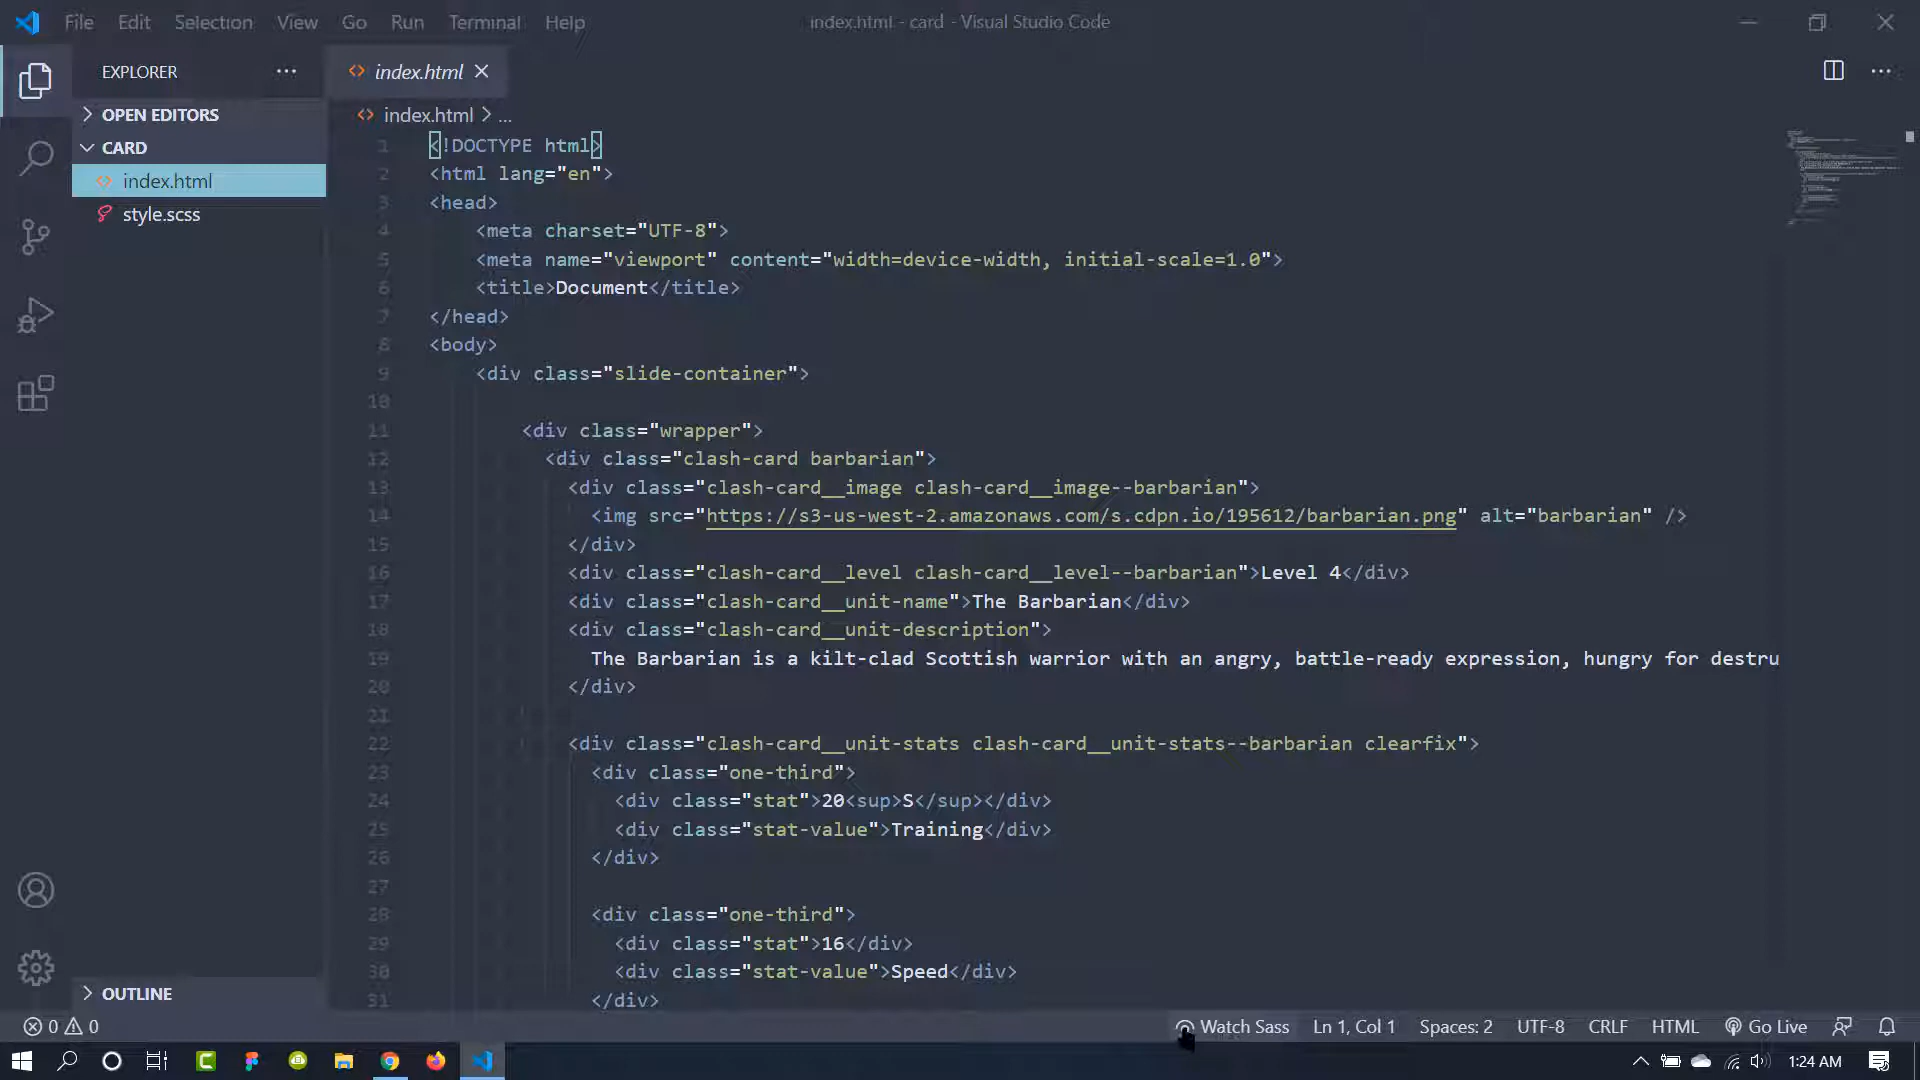 File Edit Selection View Go Run Terminal Help
index.html - card - Visual Studio Code
EXPLORER
OPEN EDITORS
CARD
index.html
style.scss
OUTLINE
index.html
index.html > ...
1 <!DOCTYPE html>
2 <html lang="en">
3 <head>
4 <meta charset="UTF-8">
5 <meta name="viewport" content="width=device-width, initial-scale=1.0">
6 <title>Document</title>
7 </head>
8 <body>
9 <div class="slide-container">
10
11 <div class="wrapper">
12 <div class="clash-card barbarian">
13 <div class="clash-card__image clash-card__image--barbarian">
14 <img src="https://s3-us-west-2.amazonaws.com/s.cdpn.io/195612/barbarian.png" alt="barbarian" />
15 </div>
16 <div class="clash-card__level clash-card__level--barbarian">Level 4</div>
17 <div class="clash-card__unit-name">The Barbarian</div>
18 <div class="clash-card__unit-description">
19 The Barbarian is a kilt-clad Scottish warrior with an angry, battle-ready expression, hungry for destru
20 </div>
21
22 <div class="clash-card__unit-stats clash-card__unit-stats--barbarian clearfix">
23 <div class="one-third">
24 <div class="stat">20<sup>S</sup></div>
25 <div class="stat-value">Training</div>
26 </div>
27
28 <div class="one-third">
29 <div class="stat">16</div>
30 <div class="stat-value">Speed</div>
31 </div>
0 0
Watch Sass Ln 1, Col 1 Spaces: 2 UTF-8 CRLF HTML Go Live
1:24 AM